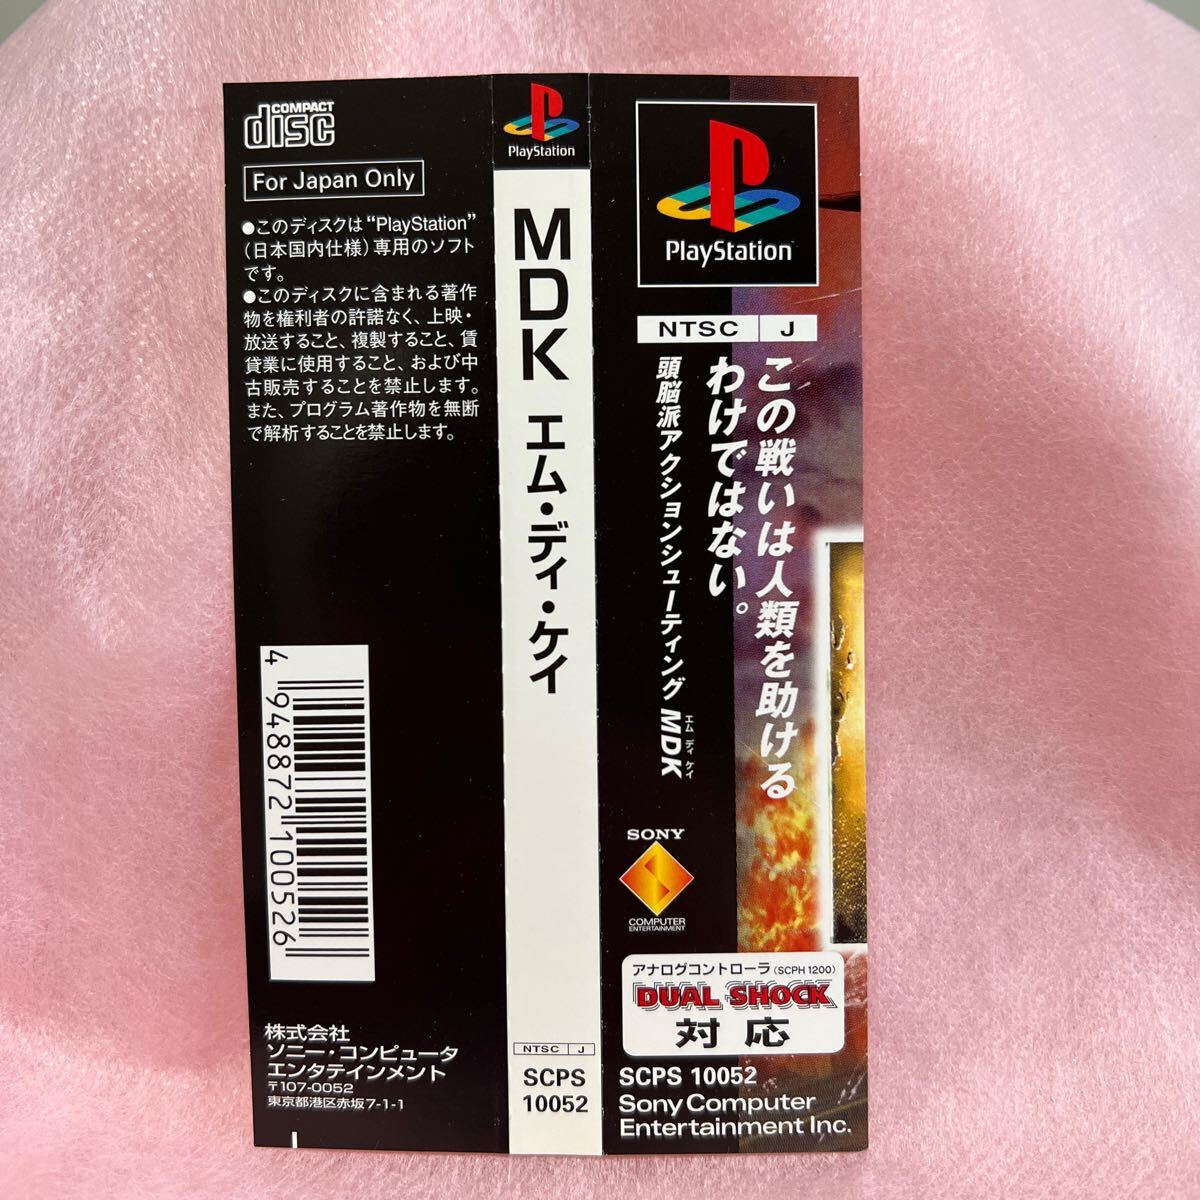 COMPACT
disc
For Japan Only
●このディスクは“PlayStation”
(日本国内仕様)専用のソフト
です。
●このディスクに含まれる著作
物を権利者の許諾なく、上映・
放送すること、複製すること、賃
貸業に使用すること、および中
古販売することを禁止します。
また、プログラム著作物を無断
で解析することを禁止します。
4 948872 100526
株式会社
ソニー・コンピュータ
エンタテインメント
〒107-0052
東京都港区赤坂7-1-1
PlayStation
MDK エム・ディ・ケイ
NTSC J
SCPS
10052
PlayStation
NTSC J
この戦いは人類を助ける
わけではない。
頭脳派アクションシューティング MDK
エム ディ ケイ
SONY
COMPUTER
ENTERTAINMENT
アナログコントローラ(SCPH 1200)
DUAL SHOCK
対応
SCPS 10052
Sony Computer
Entertainment Inc.